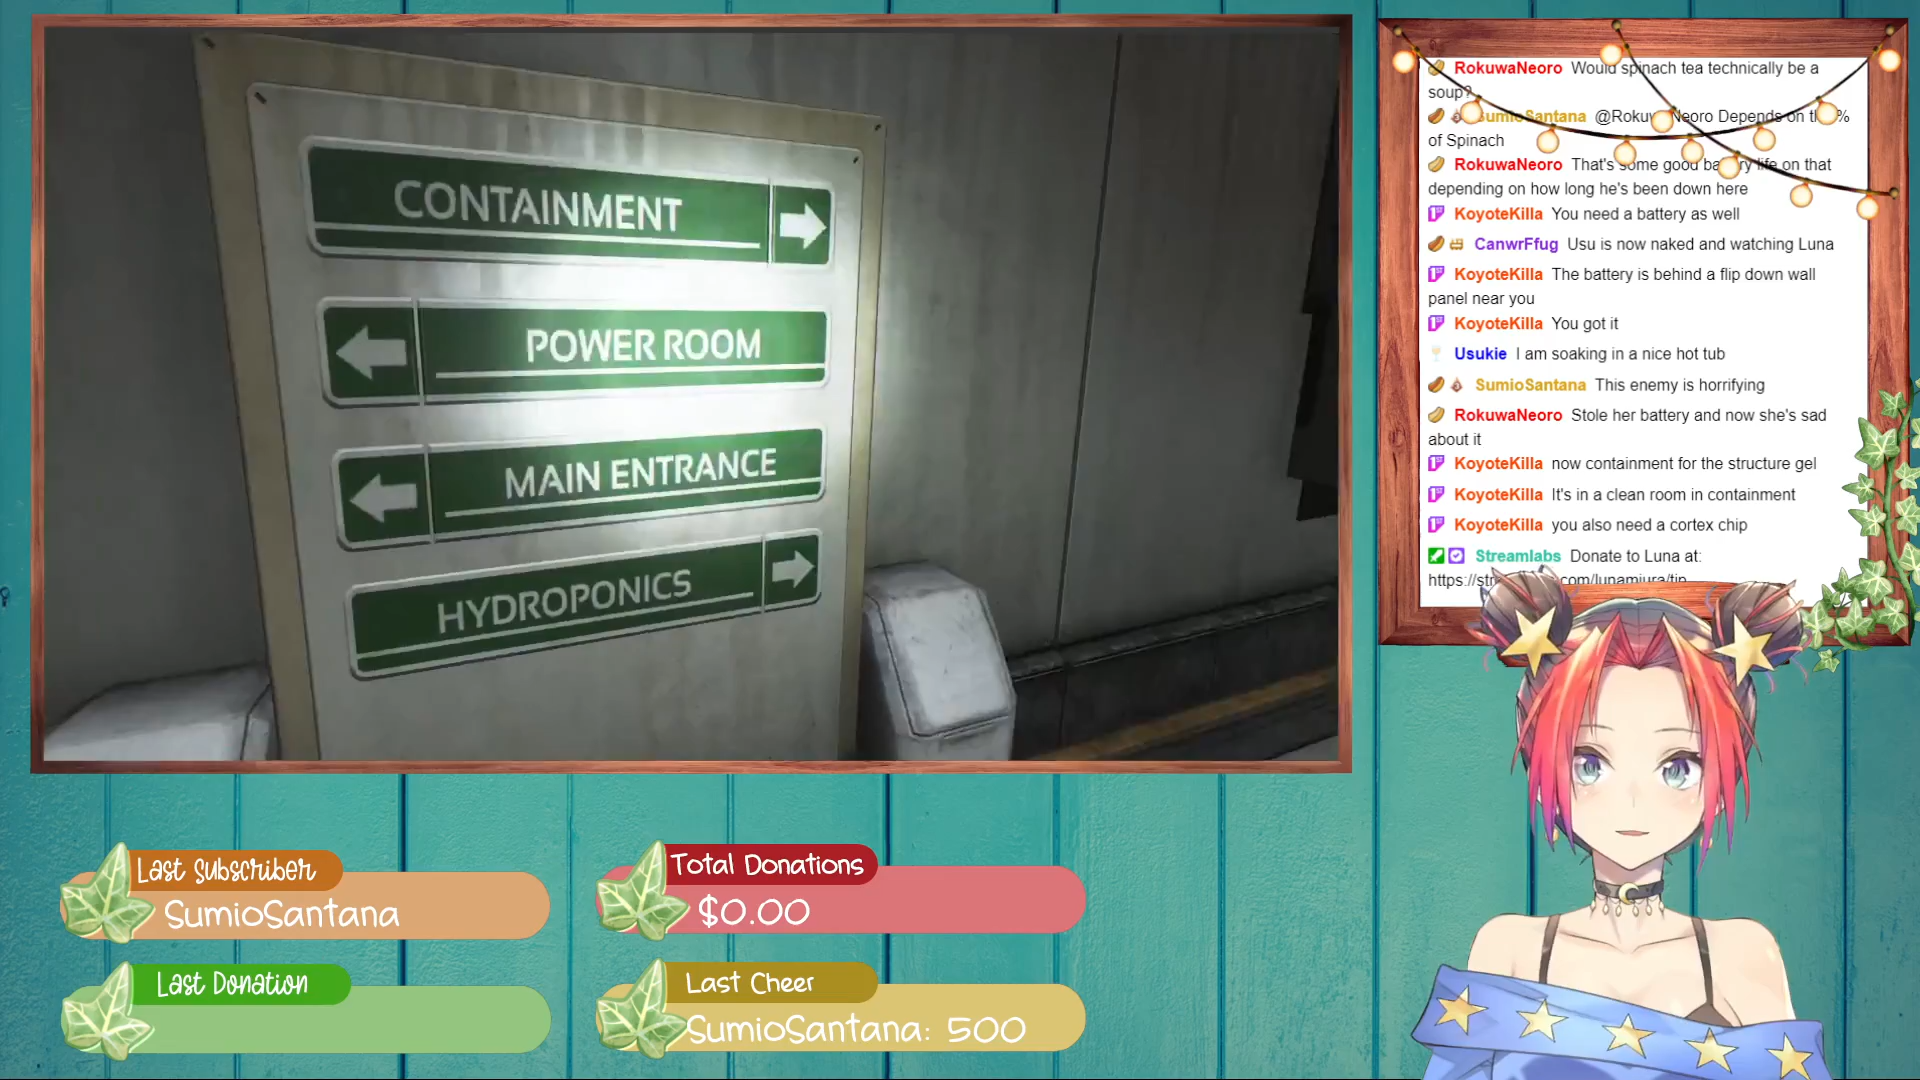 CONTAINMENT
POWER ROOM
MAIN ENTRANCE
HYDROPONICS
RokuwaNeoro Would spinach tea technically be a
soup?
SumioSantana @RokuwaNeoro Depends on the %
of Spinach
RokuwaNeoro That's some good battery life on that
depending on how long he's been down here
KoyoteKilla You need a battery as well
CanwrFfug Usu is now naked and watching Luna
KoyoteKilla The battery is behind a flip down wall
panel near you
KoyoteKilla You got it
Usukie I am soaking in a nice hot tub
SumioSantana This enemy is horrifying
RokuwaNeoro Stole her battery and now she's sad
about it
KoyoteKilla now containment for the structure gel
KoyoteKilla It's in a clean room in containment
KoyoteKilla you also need a cortex chip
Streamlabs Donate to Luna at:
Last Subscriber
SumioSantana
Total Donations
$0.00
Last Donation
Last Cheer
SumioSantana: 500